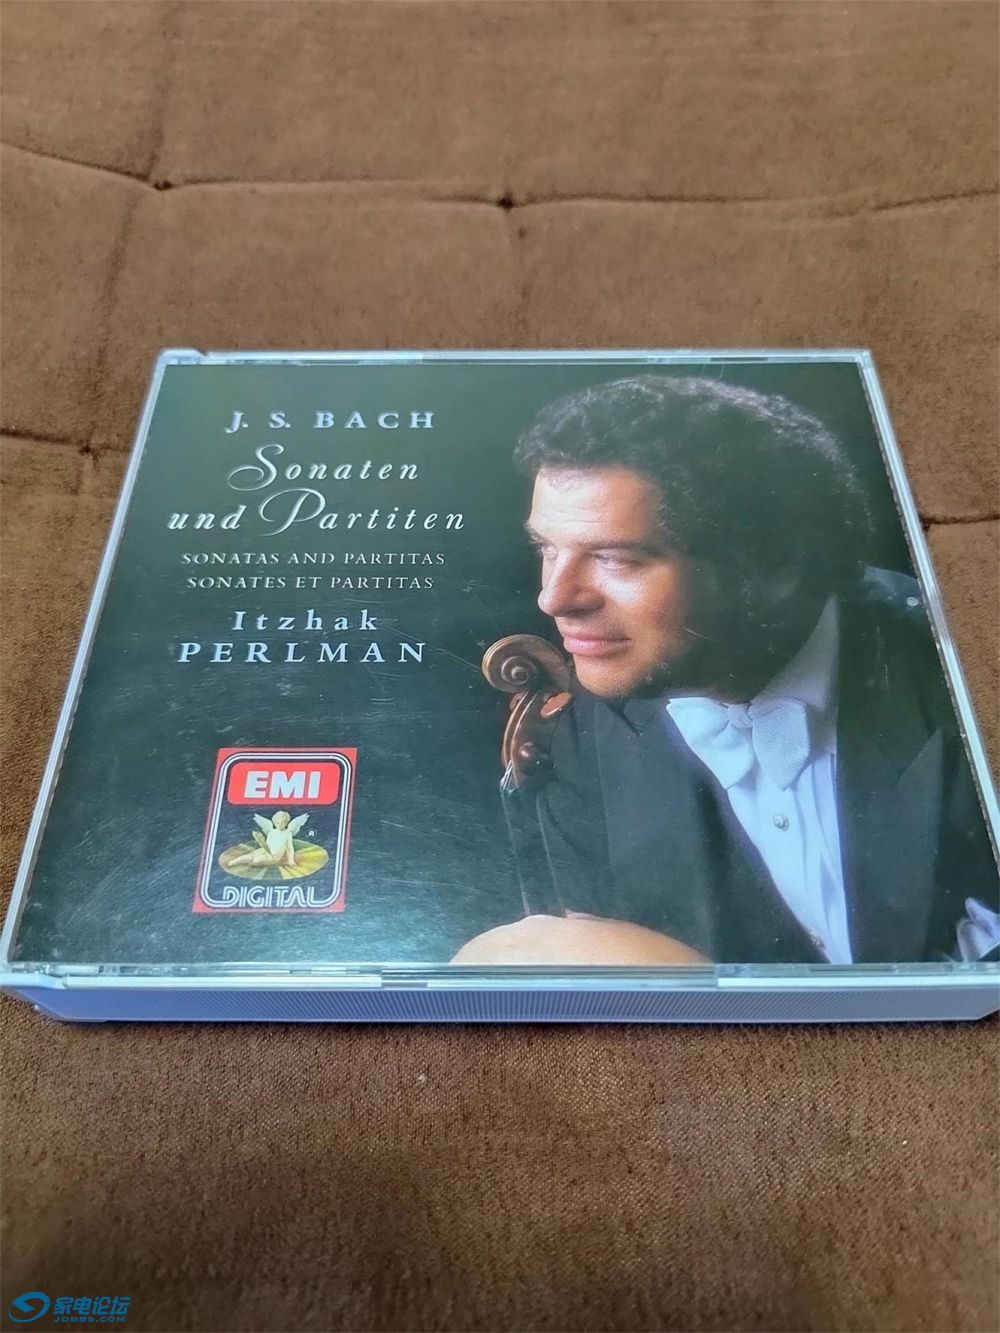 J. S. BACH
Sonaten
und Partiten
SONATAS AND PARTITAS
SONATES ET PARTITAS
Itzhak
PERLMAN
EMI
®
DIGITAL
家电论坛
JDBBS.COM